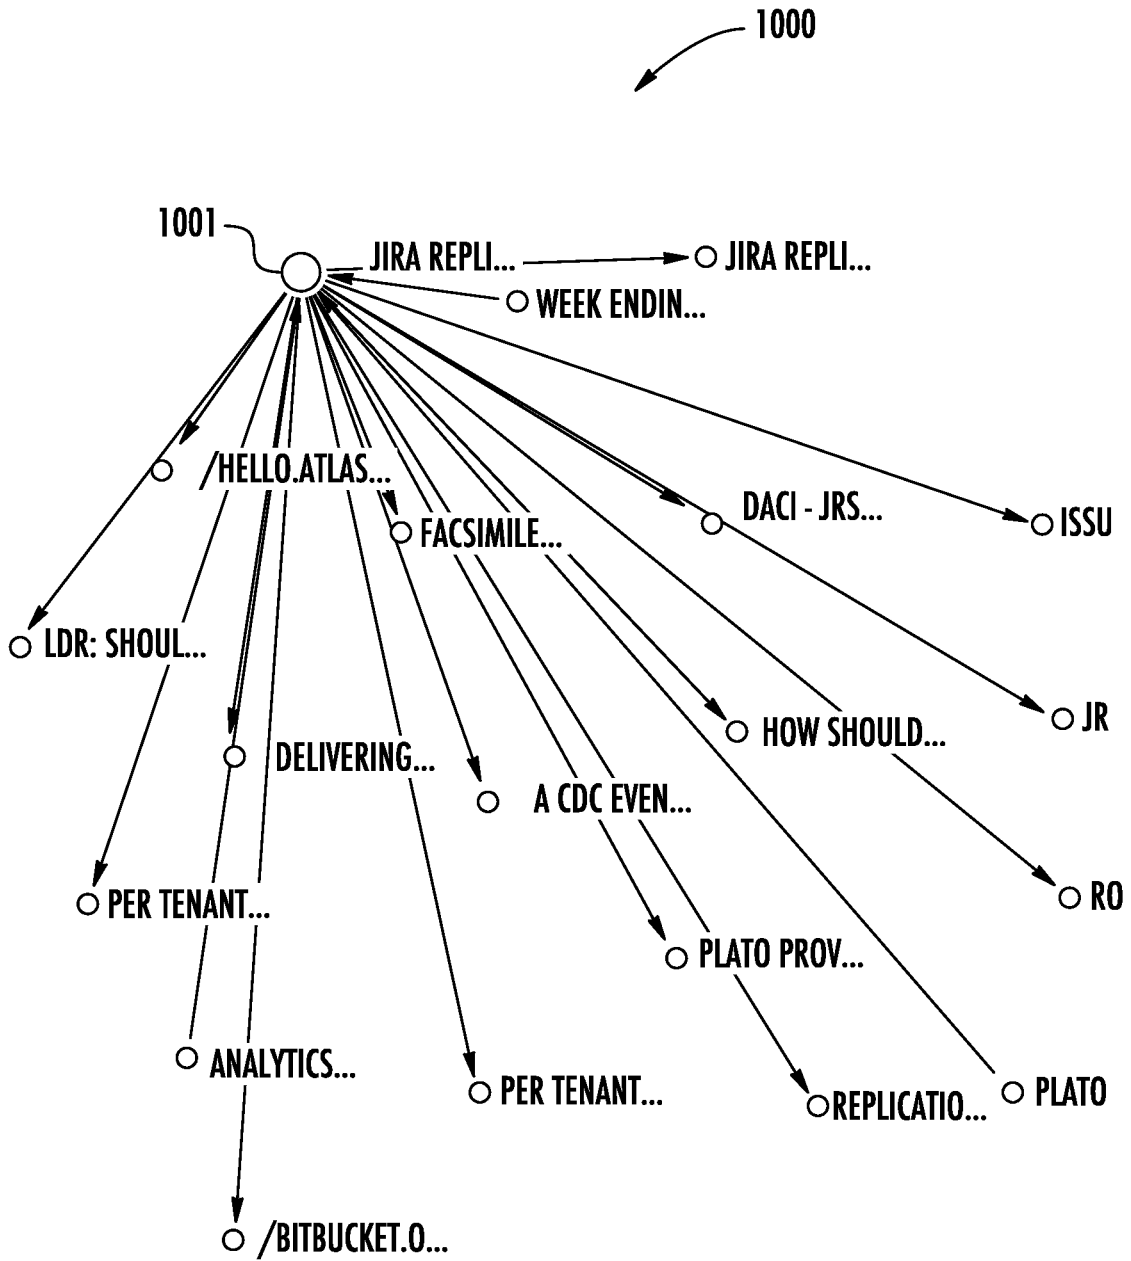 1000
1001
JIRA REPLI...
JIRA REPLI...
WEEK ENDIN...
/HELLO.ATLAS...
FACSIMILE...
DACI - JRS...
ISSU
LDR: SHOUL...
JR
HOW SHOULD...
DELIVERING...
A CDC EVEN...
PER TENANT...
RO
PLATO PROV...
ANALYTICS...
PER TENANT...
REPLICATIO...
PLATO
/BITBUCKET.O...